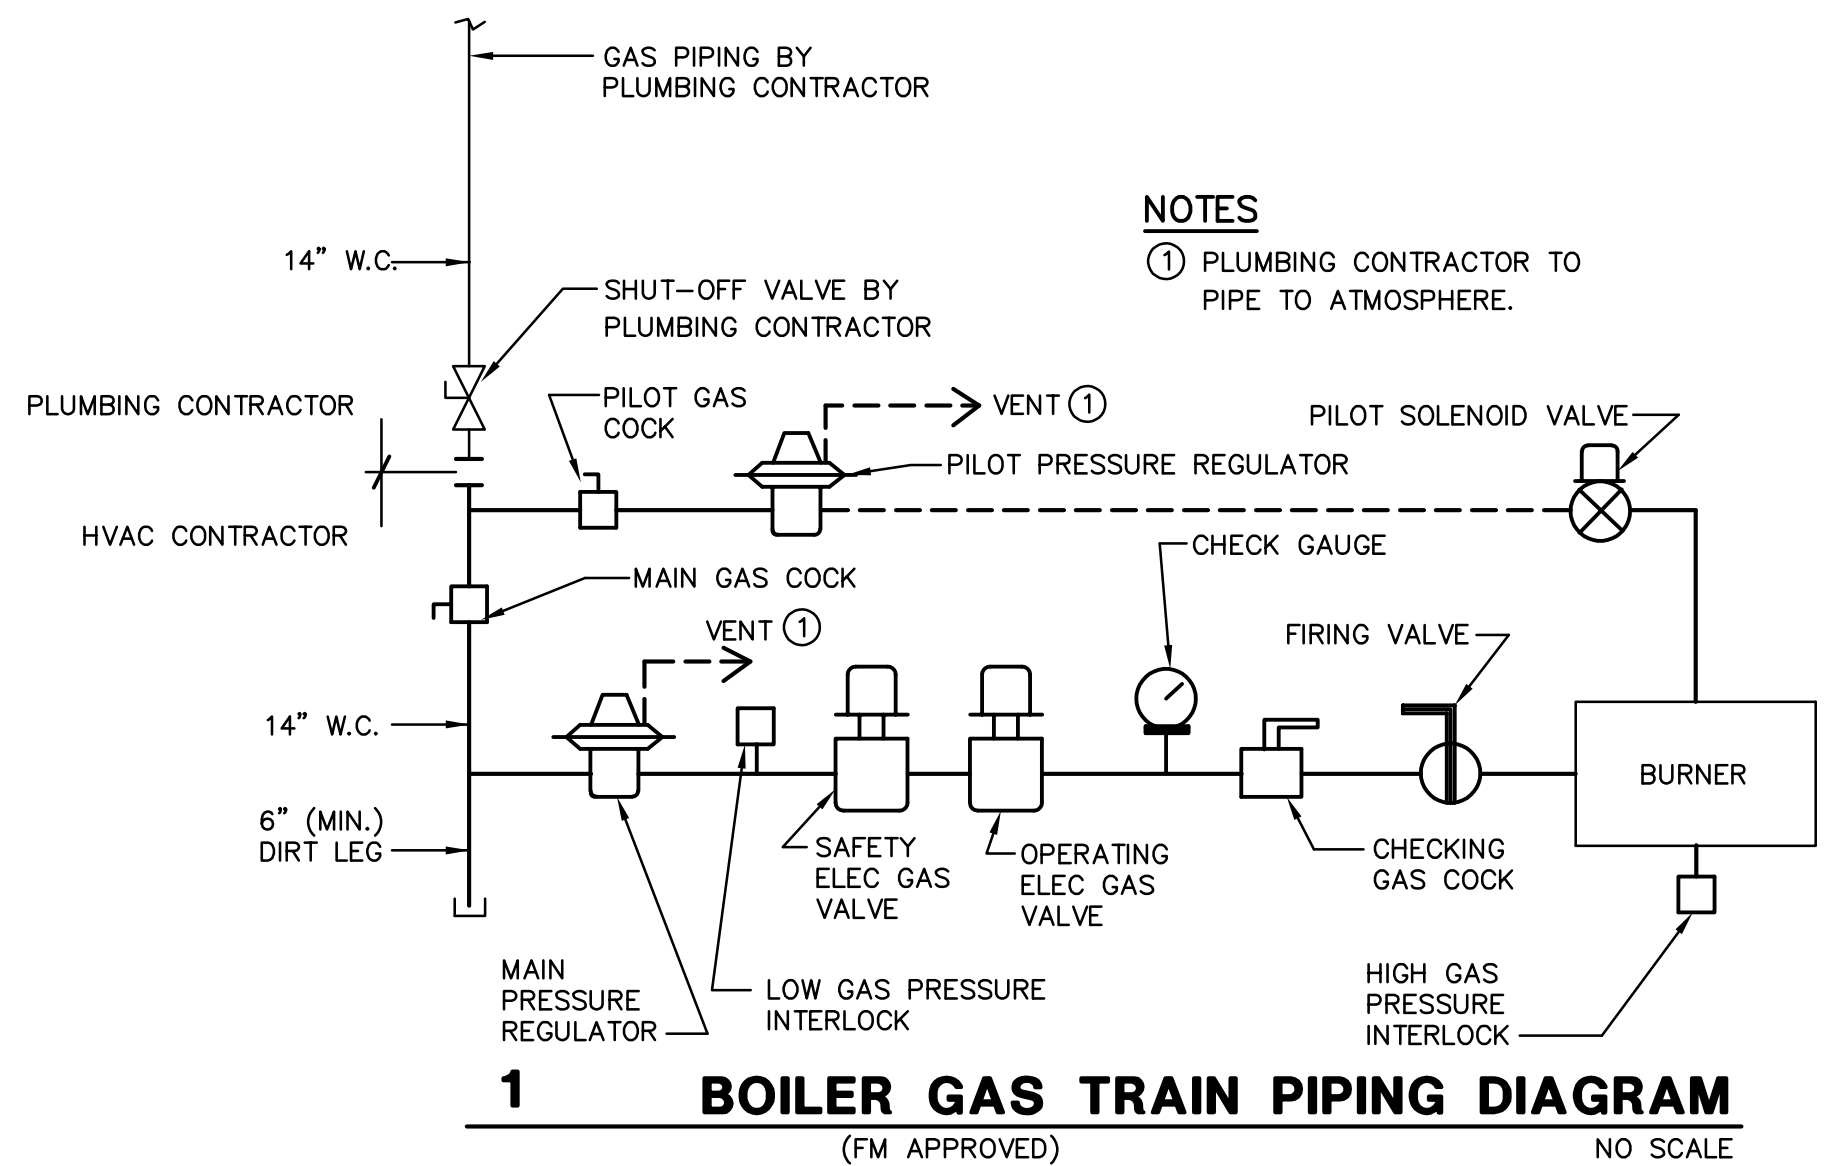 GAS PIPING BY
PLUMBING CONTRACTOR
NOTES
1 PLUMBING CONTRACTOR TO
PIPE TO ATMOSPHERE.
14" W.C.
SHUT-OFF VALVE BY
PLUMBING CONTRACTOR
PLUMBING CONTRACTOR
PILOT GAS
COCK
VENT 1
PILOT SOLENOID VALVE
PILOT PRESSURE REGULATOR
HVAC CONTRACTOR
CHECK GAUGE
MAIN GAS COCK
VENT 1
FIRING VALVE
14" W.C.
BURNER
6" (MIN.)
DIRT LEG
SAFETY
ELEC GAS
VALVE
OPERATING
ELEC GAS
VALVE
CHECKING
GAS COCK
MAIN
PRESSURE
REGULATOR
LOW GAS PRESSURE
INTERLOCK
HIGH GAS
PRESSURE
INTERLOCK
1 BOILER GAS TRAIN PIPING DIAGRAM
(FM APPROVED) NO SCALE